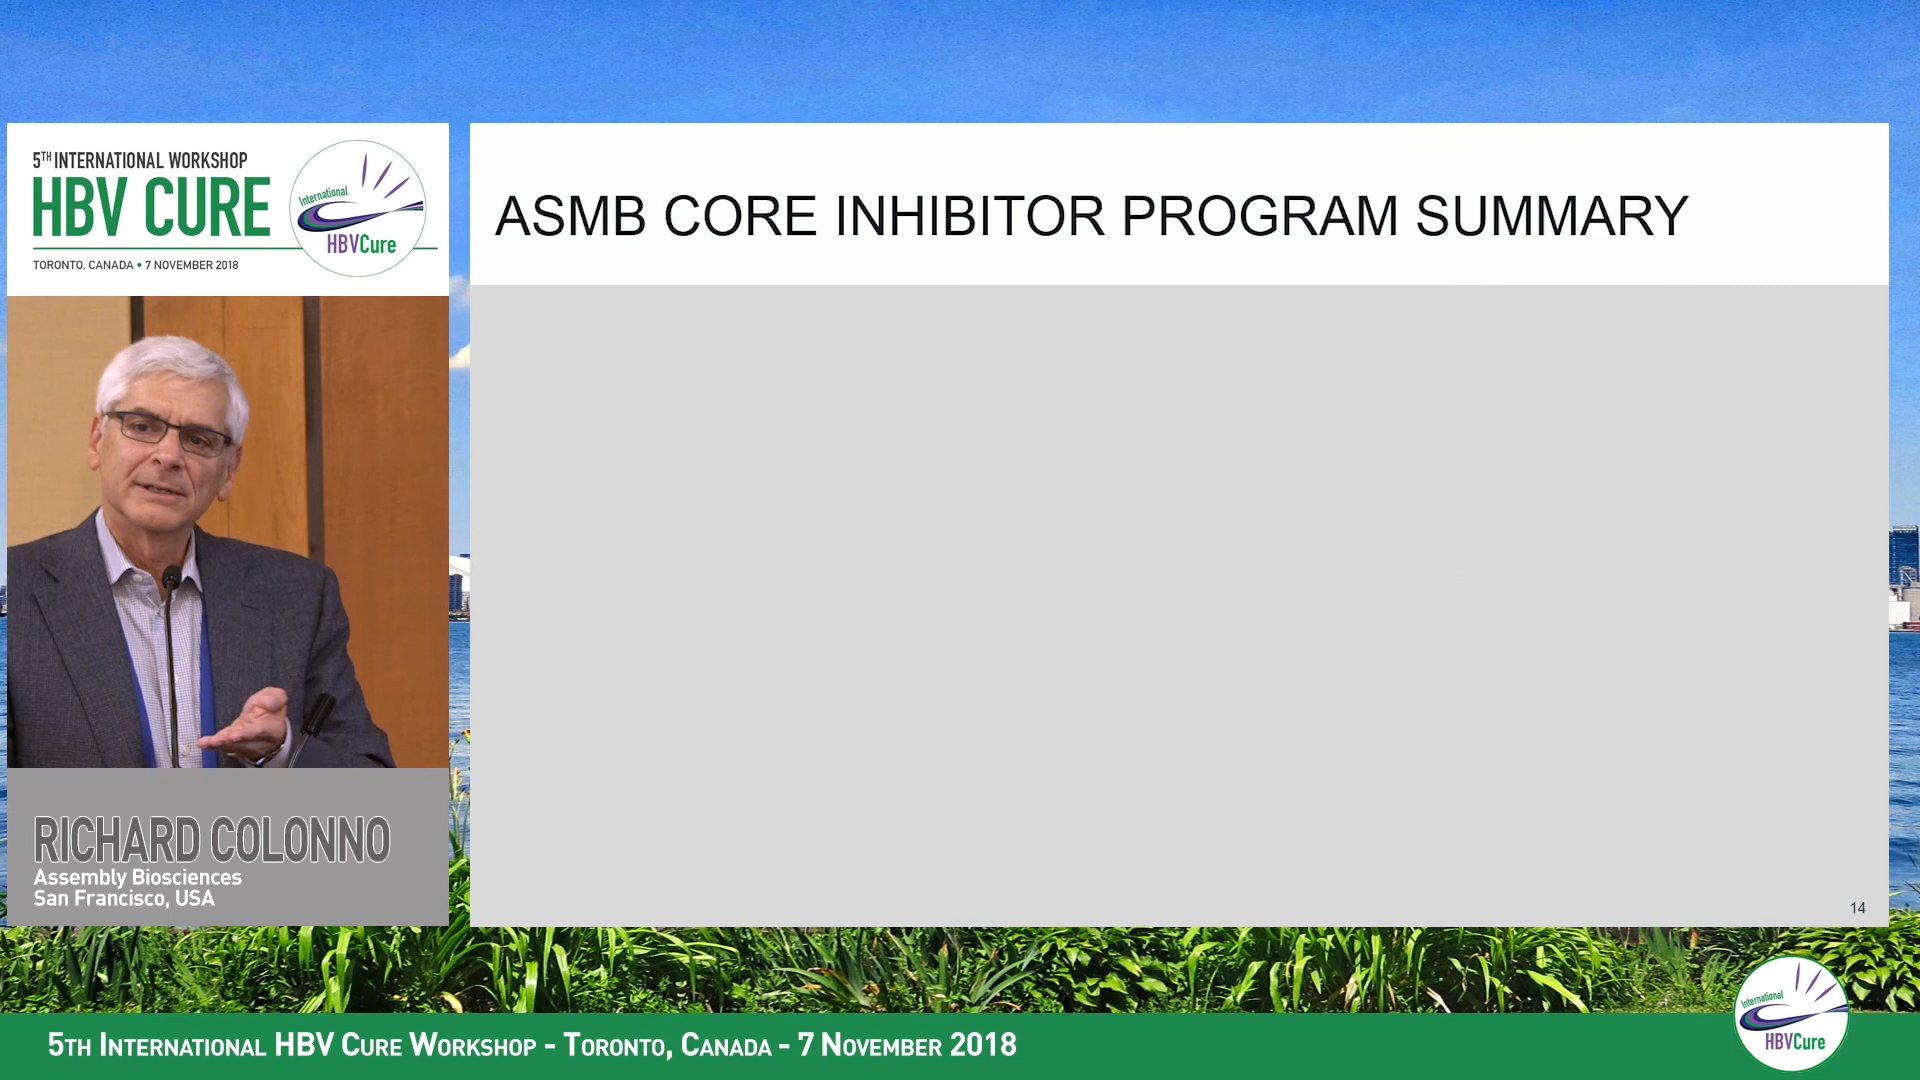 5TH INTERNATIONAL WORKSHOP
HBV CURE
International
HBVCure
TORONTO, CANADA • 7 NOVEMBER 2018
ASMB CORE INHIBITOR PROGRAM SUMMARY
RICHARD COLONNO
Assembly Biosciences
San Francisco, USA
14
5TH INTERNATIONAL HBV CURE WORKSHOP - TORONTO, CANADA - 7 NOVEMBER 2018
International
HBVCure